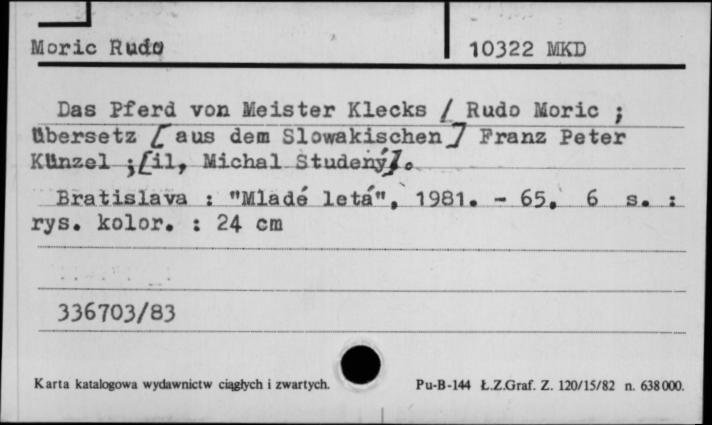 Moric Rudo
10322 MKD
Das Pferd von Meister Klecks / Rudo Moric ;
übersetz [ aus dem Slowakischen ] Franz Peter
Künzel ;[il, Michal Studený].
Bratislava : "Mladé letá", 1981. - 65, 6 s. :
rys. kolor. : 24 cm
336703/83
Karta katalogowa wydawnictw ciągłych i zwartych.
Pu-B-144 Ł.Z.Graf. Z. 120/15/82 n. 638000.